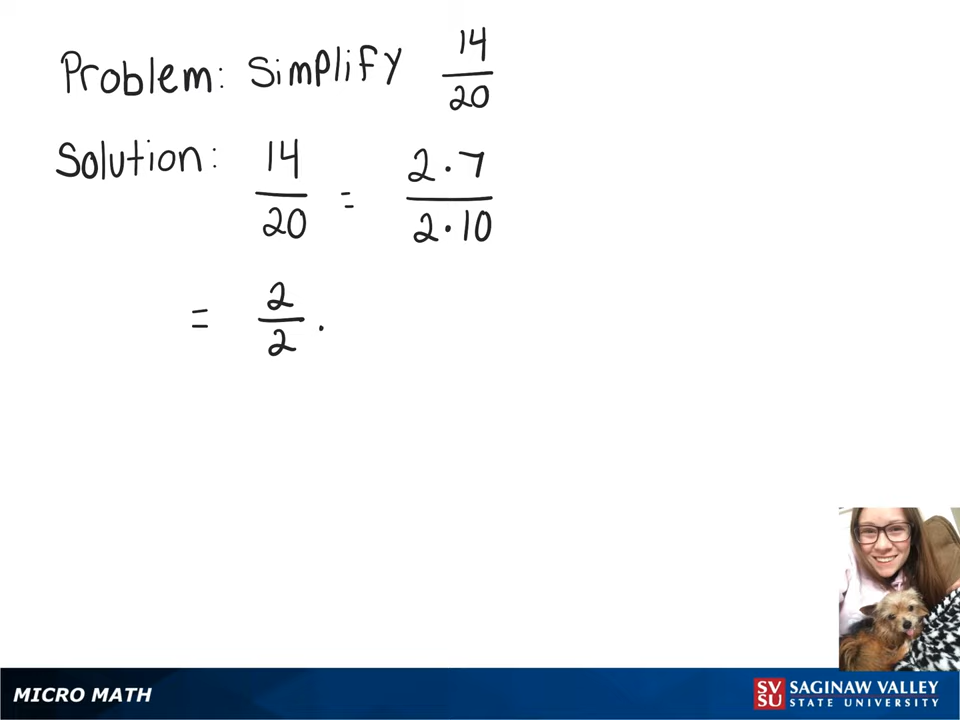 Problem: Simplify 14/20
Solution: 14/20 = 2·7/2·10
= 2/2 ·
MICRO MATH
SVSU SAGINAW VALLEY STATE UNIVERSITY